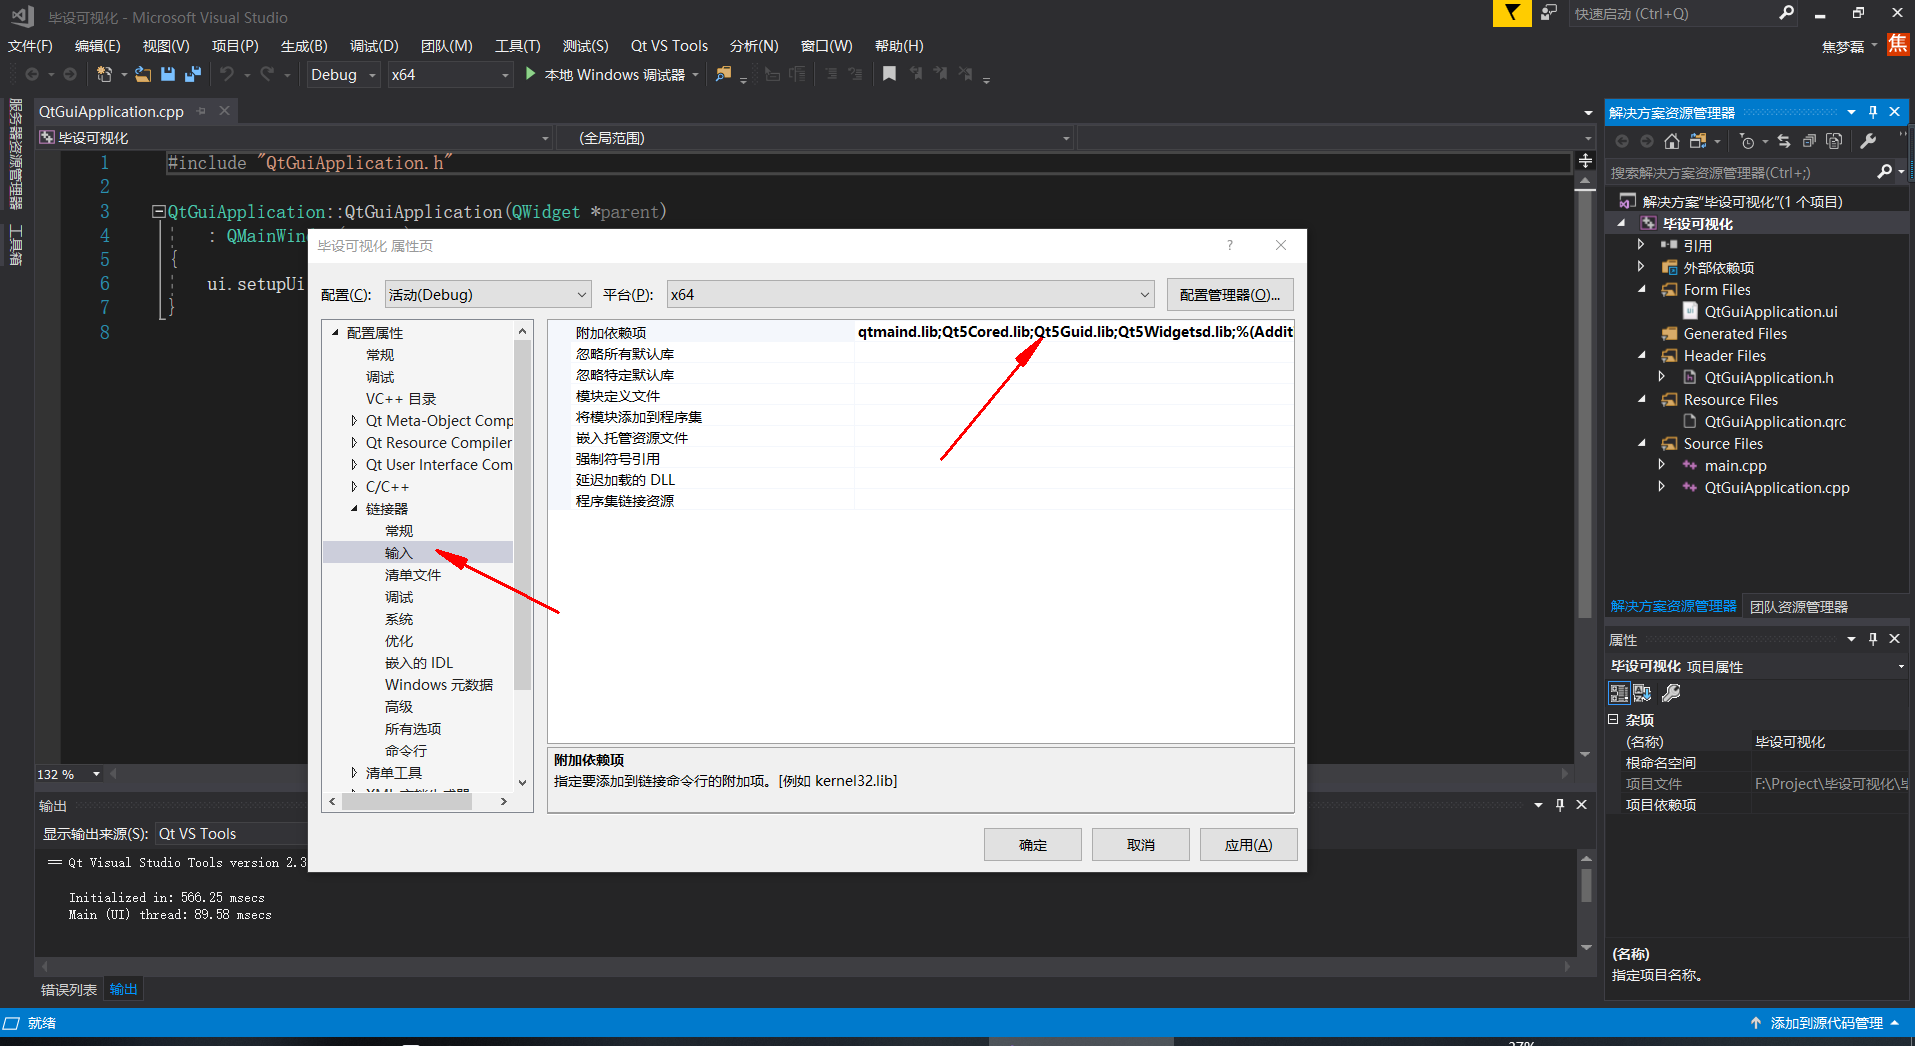 毕设可视化 - Microsoft Visual Studio
快速启动 (Ctrl+Q)
文件(F) 编辑(E) 视图(V) 项目(P) 生成(B) 调试(D) 团队(M) 工具(T) 测试(S) Qt VS Tools 分析(N) 窗口(W) 帮助(H)
焦梦磊 焦
Debug x64 本地 Windows 调试器
服务器资源管理器
工具箱
QtGuiApplication.cpp
毕设可视化 (全局范围)
1 #include "QtGuiApplication.h"
2
3 QtGuiApplication::QtGuiApplication(QWidget *parent)
4 : QMainWin
5 {
6 ui.setupUi
7 }
8
132 %
毕设可视化 属性页
?
配置(C): 活动(Debug) 平台(P): x64 配置管理器(O)...
配置属性
常规
调试
VC++ 目录
Qt Meta-Object Comp
Qt Resource Compiler
Qt User Interface Com
C/C++
链接器
常规
输入
清单文件
调试
系统
优化
嵌入的 IDL
Windows 元数据
高级
所有选项
命令行
清单工具
附加依赖项 qtmaind.lib;Qt5Cored.lib;Qt5Guid.lib;Qt5Widgetsd.lib;%(Addit
忽略所有默认库
忽略特定默认库
模块定义文件
将模块添加到程序集
嵌入托管资源文件
强制符号引用
延迟加载的 DLL
程序集链接资源
附加依赖项
指定要添加到链接命令行的附加项。[例如 kernel32.lib]
确定 取消 应用(A)
输出
显示输出来源(S): Qt VS Tools
== Qt Visual Studio Tools version 2.3
Initialized in: 566.25 msecs
Main (UI) thread: 89.58 msecs
错误列表 输出
解决方案资源管理器
搜索解决方案资源管理器(Ctrl+;)
解决方案"毕设可视化"(1 个项目)
毕设可视化
引用
外部依赖项
Form Files
QtGuiApplication.ui
Generated Files
Header Files
QtGuiApplication.h
Resource Files
QtGuiApplication.qrc
Source Files
main.cpp
QtGuiApplication.cpp
解决方案资源管理器 团队资源管理器
属性
毕设可视化 项目属性
杂项
(名称) 毕设可视化
根命名空间
项目文件 F:\Project\毕设可视化\毕
项目依赖项
(名称)
指定项目名称。
就绪
添加到源代码管理